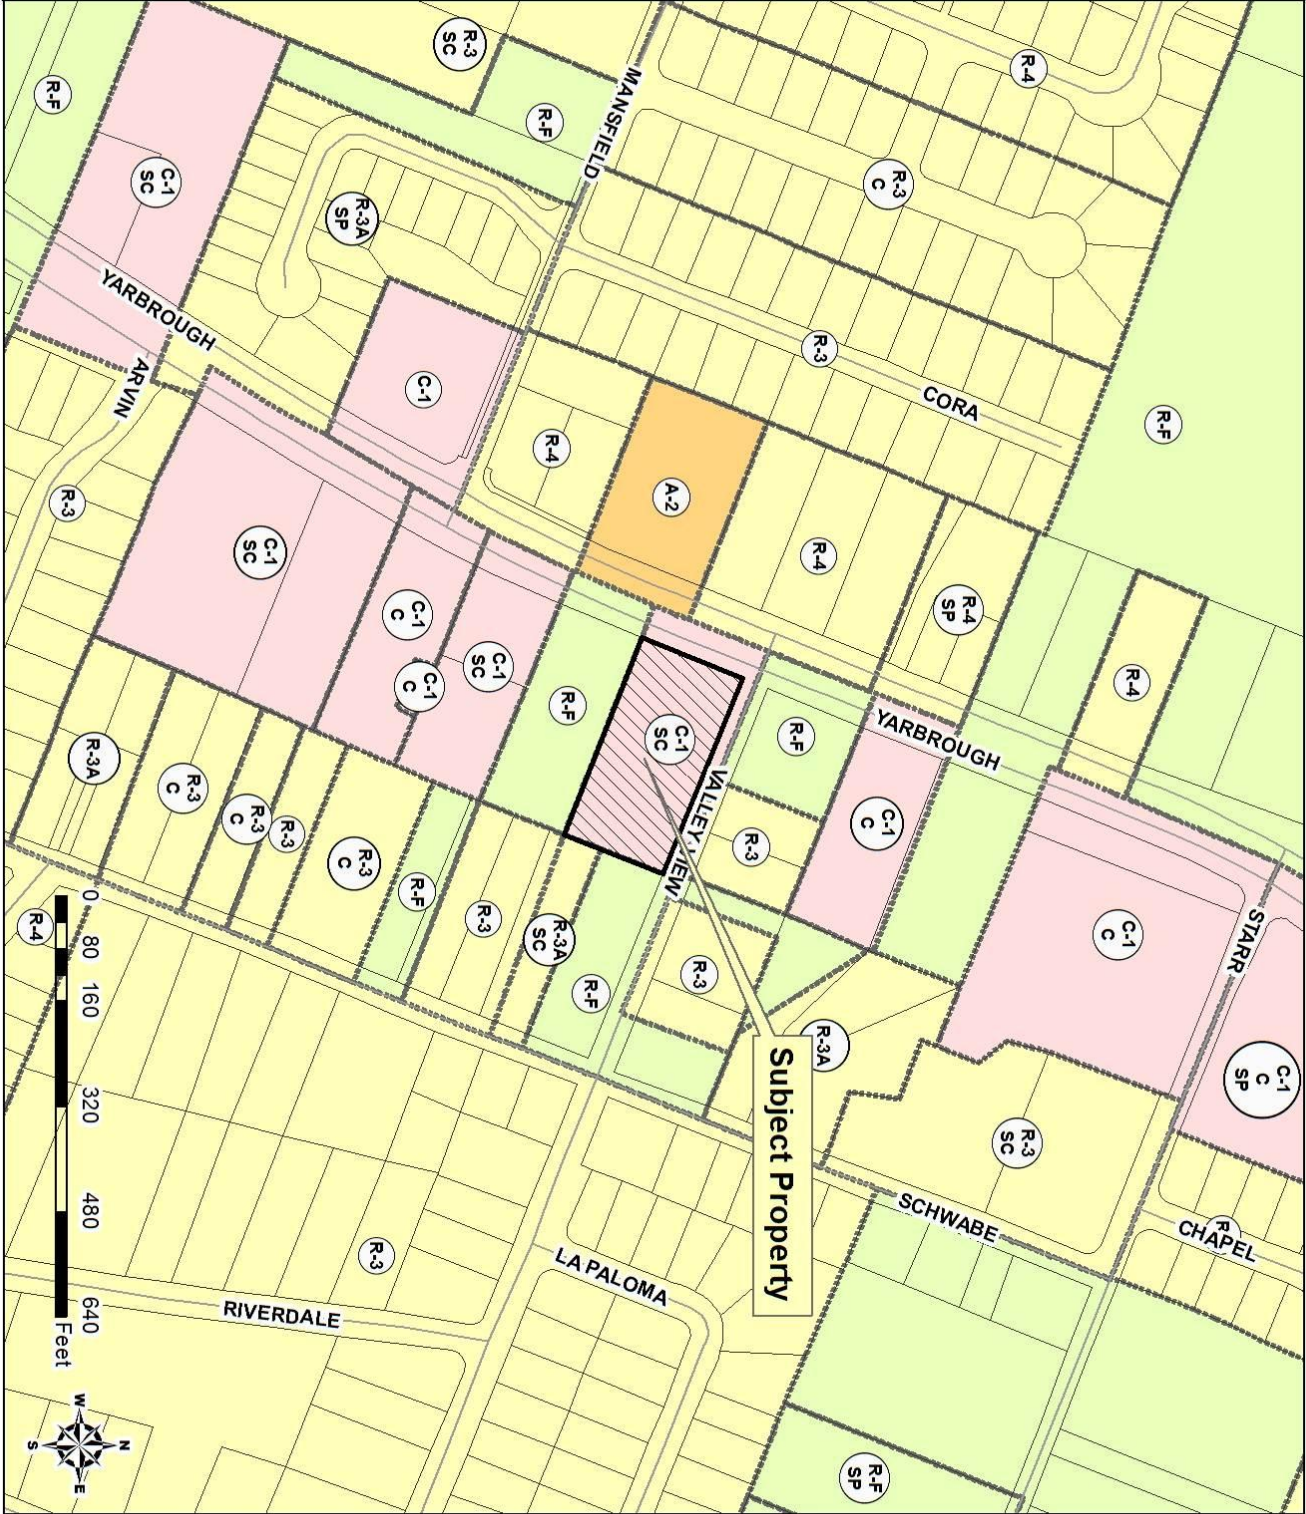 C-1
C
SP
STARR
CHAPEL
R-F
R-4
C-1
C
R-4
R-3
SC
R-4
SP
CORA
YARBROUGH
SCHWABE
R-3
C
C-1
C
R-F
SP
R-3A
R-3
R-4
R-F
Subject Property
R-3
VALLEY VIEW
R-3
A-2
C-1
SC
MANSFIELD
LA PALOMA
R-F
R-F
R-4
R-3A
SC
R-F
C-1
SC
R-3
R-3
SC
C-1
C-1
C
R-F
C-1
C
R-3
R-3A
SP
R-3
C
R-3
RIVERDALE
C-1
SC
R-3
C
R-3
C
YARBROUGH
C-1
SC
ARVIN
R-3A
R-3
R-F
R-4
0 80 160 320 480 640
Feet
N
W E
S